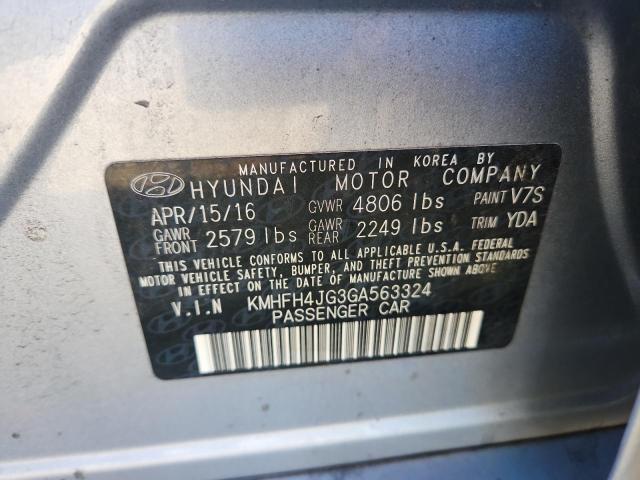 MANUFACTURED IN KOREA BY
HYUNDAI MOTOR COMPANY
APR/15/16 GVWR 4806 lbs PAINT V7S
GAWR FRONT 2579 lbs GAWR REAR 2249 lbs TRIM YDA
THIS VEHICLE CONFORMS TO ALL APPLICABLE U.S.A. FEDERAL
MOTOR VEHICLE SAFETY, BUMPER, AND THEFT PREVENTION STANDARDS
IN EFFECT ON THE DATE OF MANUFACTURE SHOWN ABOVE.
V.I.N KMHFH4JG3GA563324
PASSENGER CAR